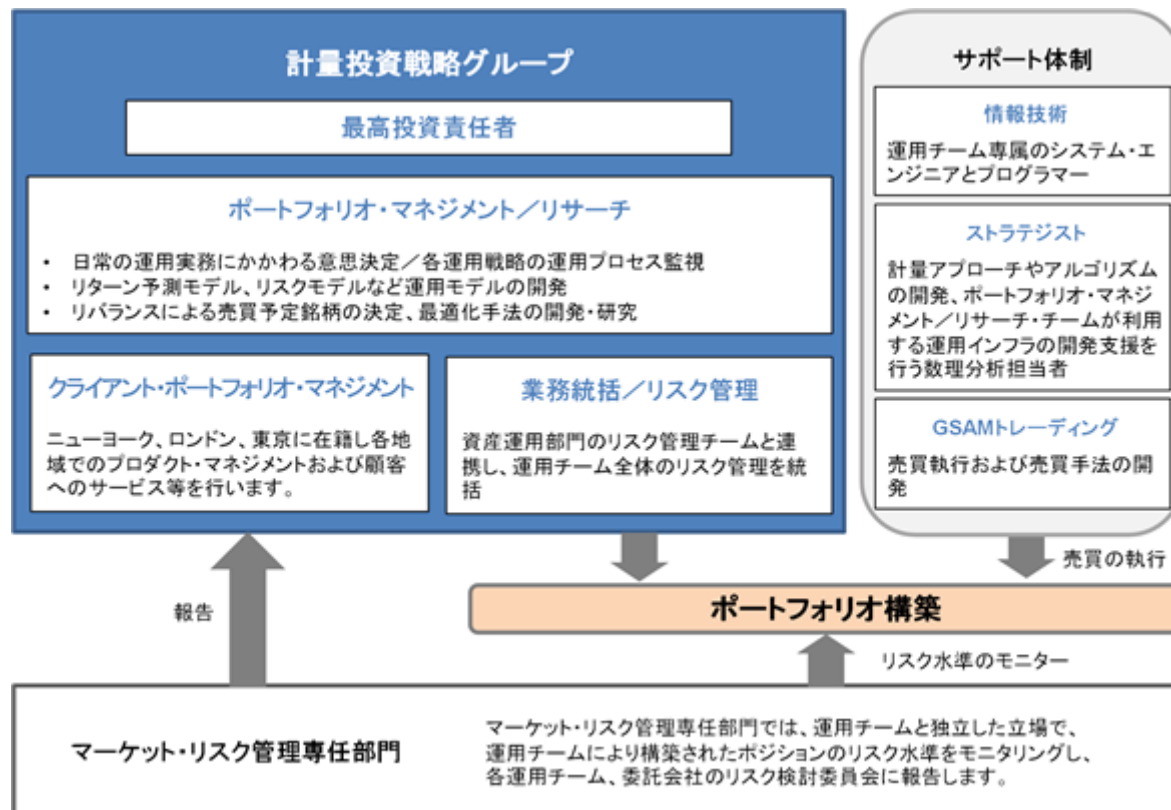 計量投資戦略グループ
最高投資責任者
ポートフォリオ・マネジメント／リサーチ
• 日常の運用実務にかかわる意思決定／各運用戦略の運用プロセス監視
• リターン予測モデル、リスクモデルなど運用モデルの開発
• リバランスによる売買予定銘柄の決定、最適化手法の開発・研究
クライアント・ポートフォリオ・マネジメント
ニューヨーク、ロンドン、東京に在籍し各地
域でのプロダクト・マネジメントおよび顧客
へのサービス等を行います。
業務統括／リスク管理
資産運用部門のリスク管理チームと連
携し、運用チーム全体のリスク管理を統
括
サポート体制
情報技術
運用チーム専属のシステム・エ
ンジニアとプログラマー
ストラテジスト
計量アプローチやアルゴリズム
の開発、ポートフォリオ・マネジ
メント／リサーチ・チームが利用
する運用インフラの開発支援を
行う数理分析担当者
GSAMトレーディング
売買執行および売買手法の開
発
売買の執行
報告
ポートフォリオ構築
リスク水準のモニター
マーケット・リスク管理専任部門
マーケット・リスク管理専任部門では、運用チームと独立した立場で、
運用チームにより構築されたポジションのリスク水準をモニタリングし、
各運用チーム、委託会社のリスク検討委員会に報告します。